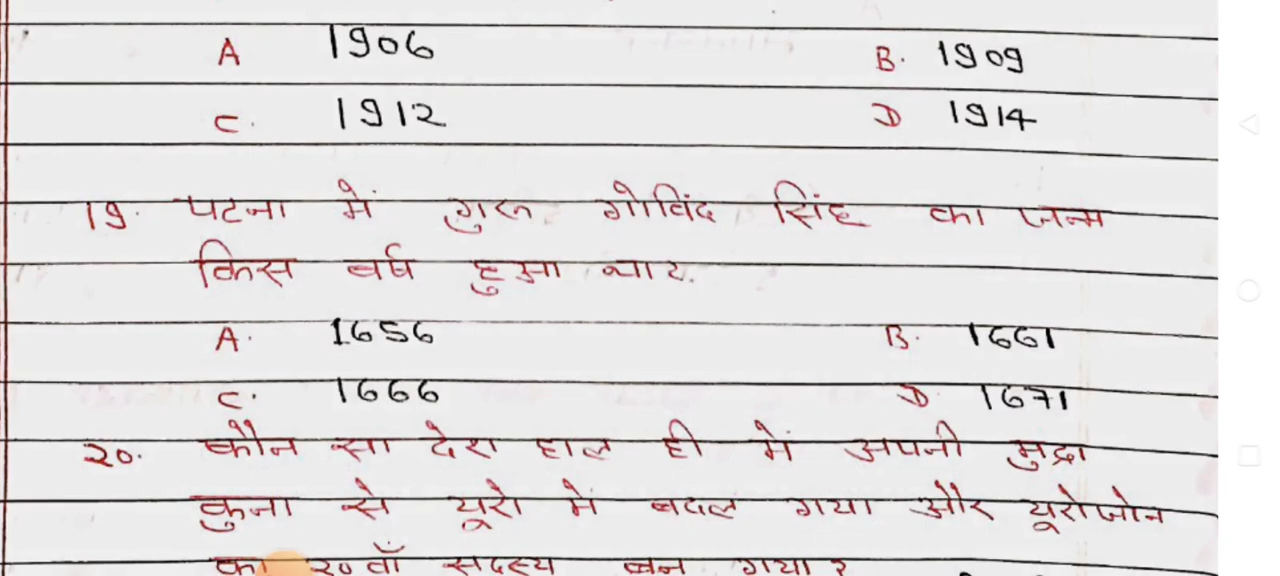 A 1906 B. 1909
C. 1912 D 1914
19. पटना में गुरु गोविंद सिंह का जन्म
किस वर्ष हुआ था?
A. 1656 B. 1661
C. 1666 D. 1671
20. कौन सा देश हाल ही में अपनी मुद्रा
कुना से यूरो में बदल गया और यूरोजोन
का 20वाँ सदस्य बन गया?